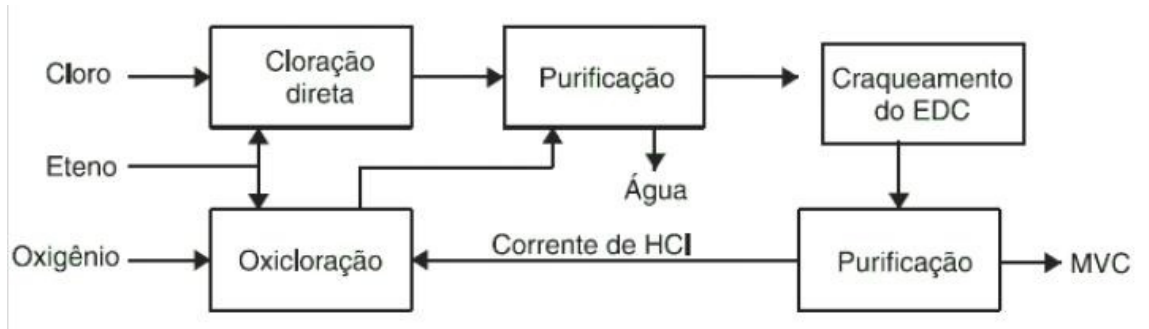 Cloro
Cloração
direta
Purificação
Craqueamento
do EDC
Eteno
Água
Oxigênio
Oxicloração
Corrente de HCl
Purificação
MVC